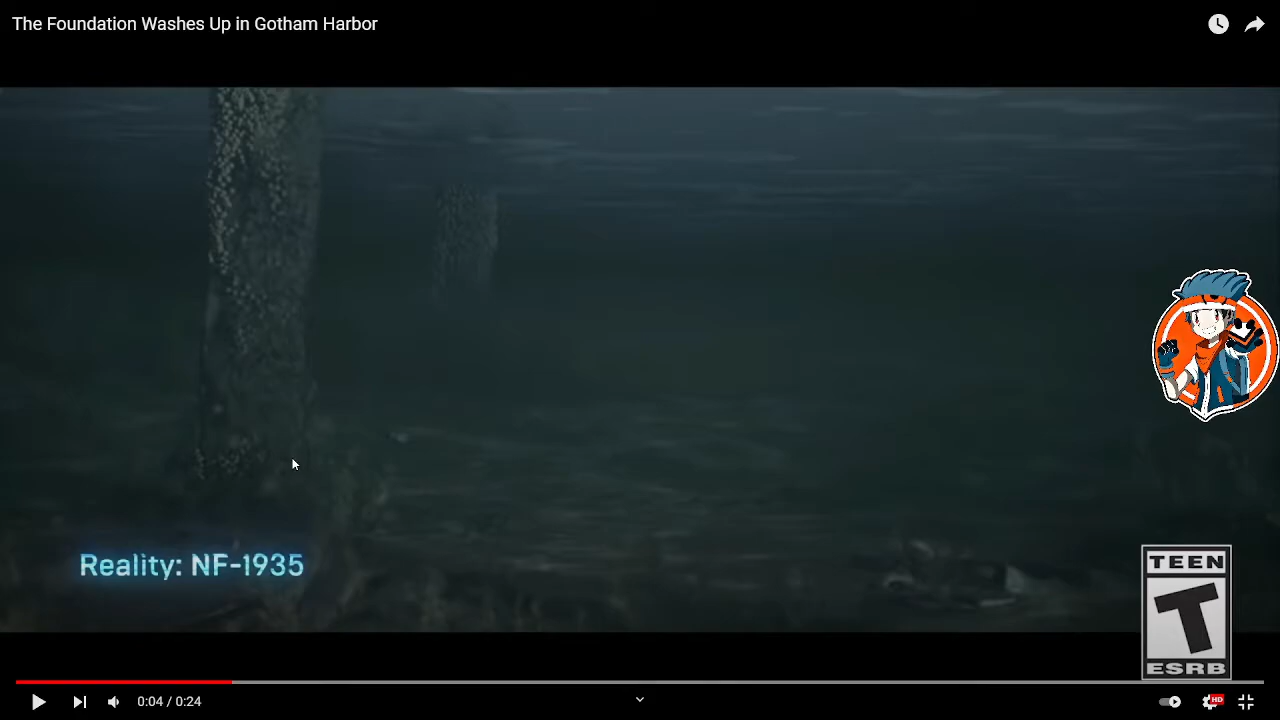 The Foundation Washes Up in Gotham Harbor
Reality: NF-1935
TEEN
T
ESRB
0:04 / 0:24
HD